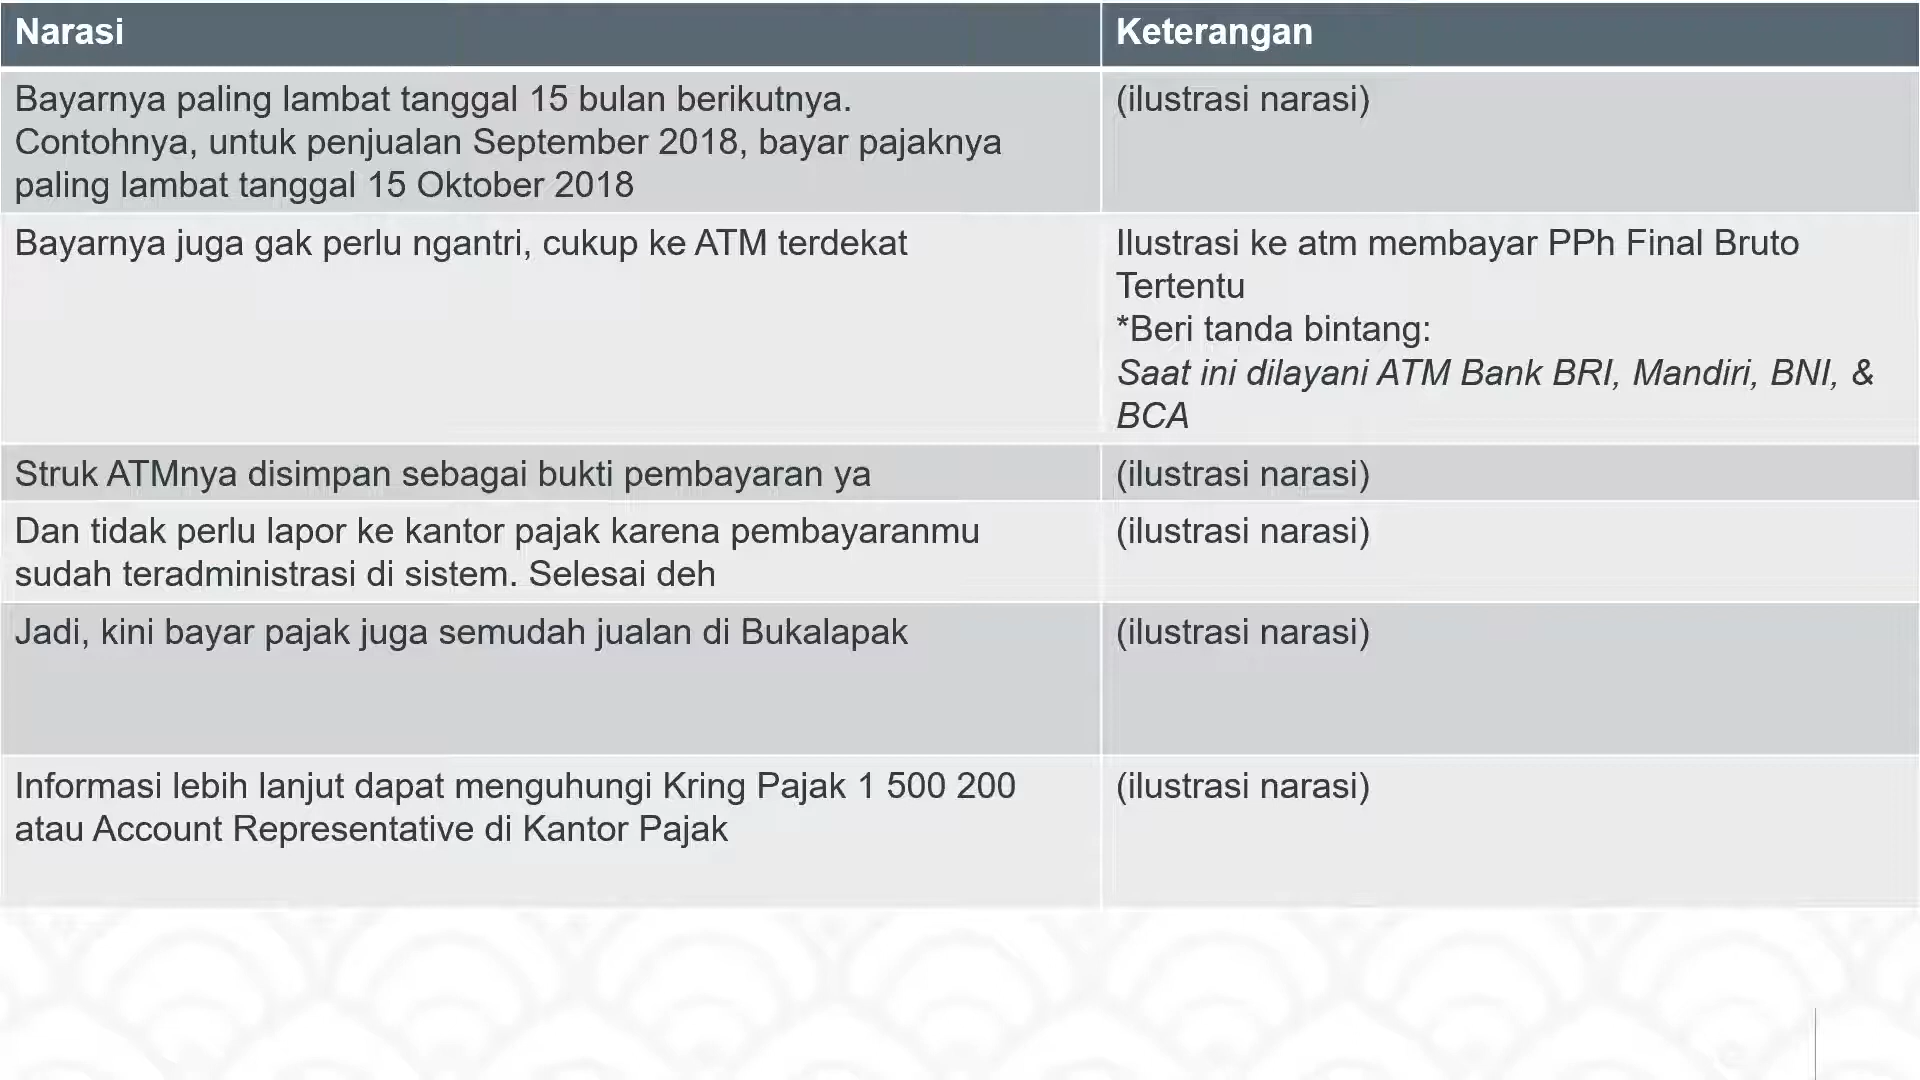 Narasi
Keterangan
Bayarnya paling lambat tanggal 15 bulan berikutnya.
Contohnya, untuk penjualan September 2018, bayar pajaknya
paling lambat tanggal 15 Oktober 2018
(ilustrasi narasi)
Bayarnya juga gak perlu ngantri, cukup ke ATM terdekat
Ilustrasi ke atm membayar PPh Final Bruto
Tertentu
*Beri tanda bintang:
Saat ini dilayani ATM Bank BRI, Mandiri, BNI, &
BCA
Struk ATMnya disimpan sebagai bukti pembayaran ya
(ilustrasi narasi)
Dan tidak perlu lapor ke kantor pajak karena pembayaranmu
sudah teradministrasi di sistem. Selesai deh
(ilustrasi narasi)
Jadi, kini bayar pajak juga semudah jualan di Bukalapak
(ilustrasi narasi)
Informasi lebih lanjut dapat menguhungi Kring Pajak 1 500 200
atau Account Representative di Kantor Pajak
(ilustrasi narasi)